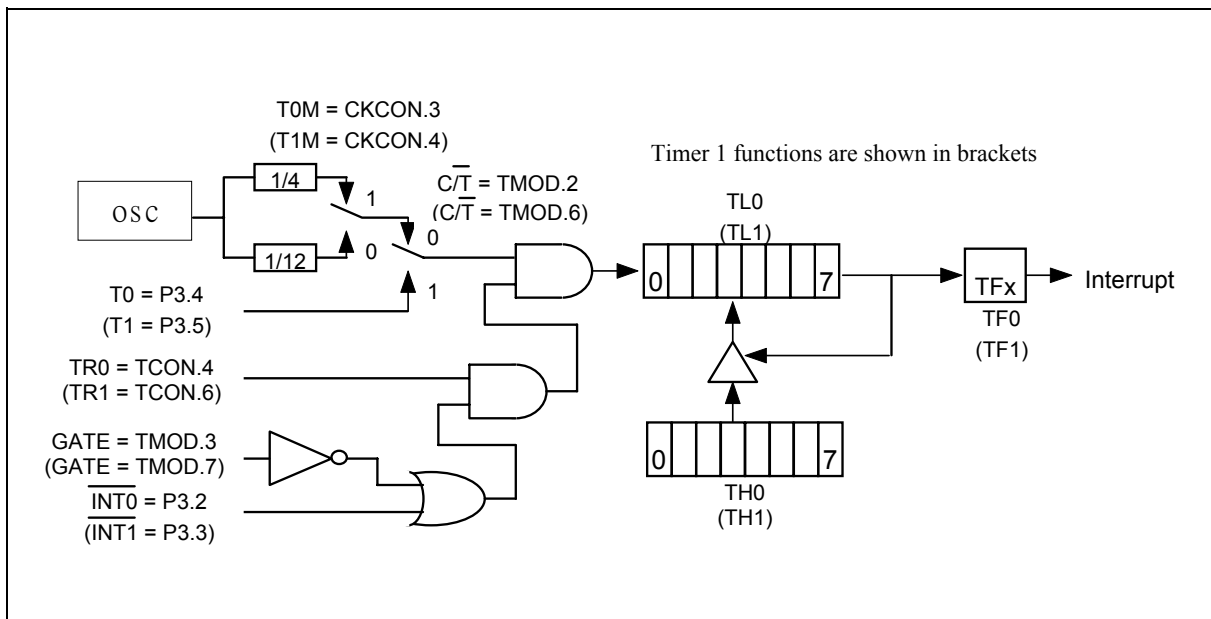 T0M = CKCON.3
(T1M = CKCON.4)
Timer 1 functions are shown in brackets
1/4
1
C/T = TMOD.2
(C/T = TMOD.6)
OSC
TL0
(TL1)
0
1/12
0
0
7
TFx
Interrupt
T0 = P3.4
(T1 = P3.5)
1
TF0
(TF1)
TR0 = TCON.4
(TR1 = TCON.6)
GATE = TMOD.3
(GATE = TMOD.7)
0
7
INT0 = P3.2
(INT1 = P3.3)
TH0
(TH1)